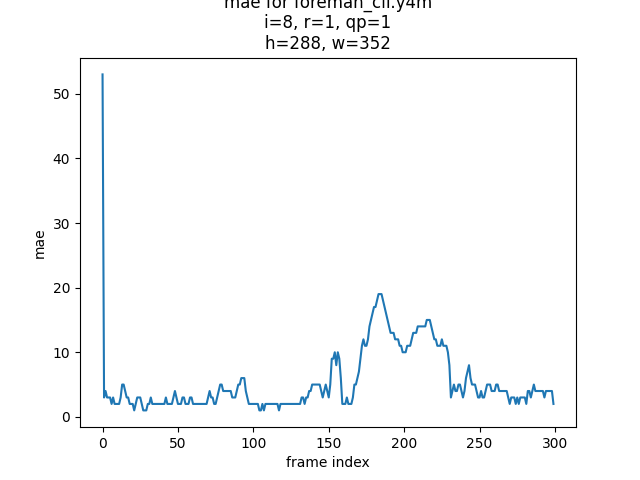 mae for foreman_cif.y4m
i=8, r=1, qp=1
h=288, w=352
50
40
30
20
10
0
mae
0 50 100 150 200 250 300
frame index